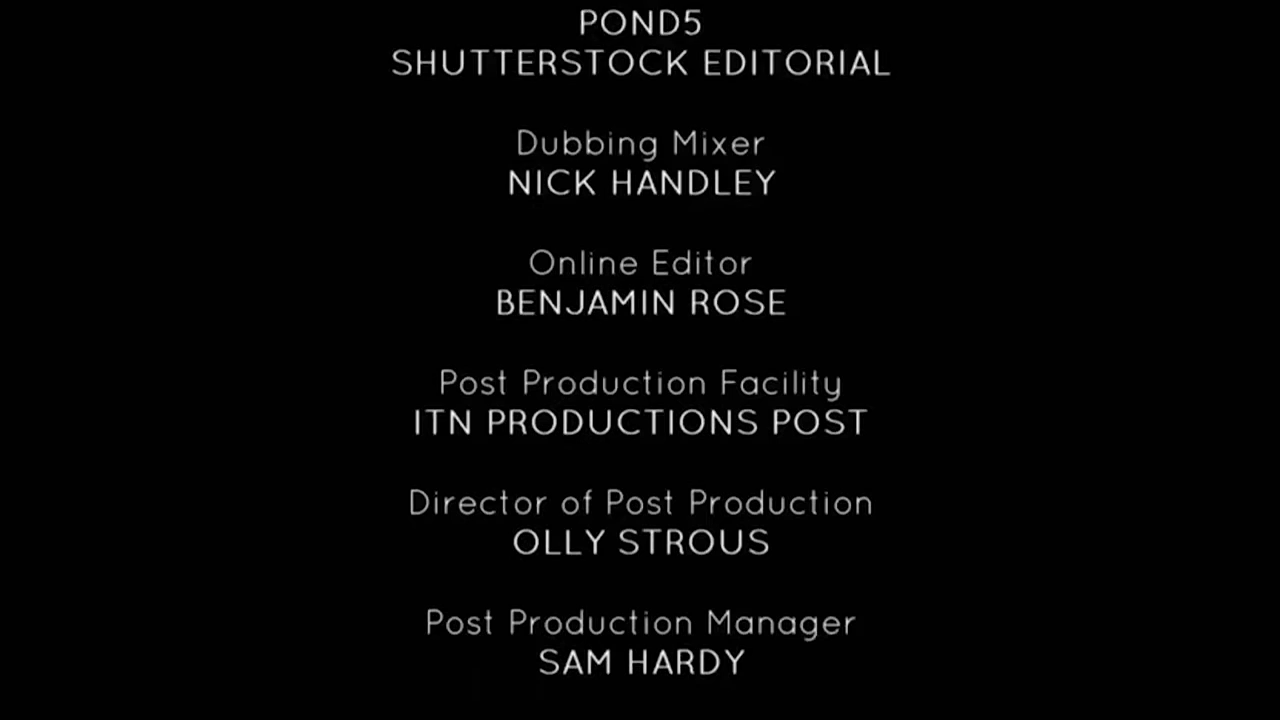 POND5
SHUTTERSTOCK EDITORIAL
Dubbing Mixer
NICK HANDLEY
Online Editor
BENJAMIN ROSE
Post Production Facility
ITN PRODUCTIONS POST
Director of Post Production
OLLY STROUS
Post Production Manager
SAM HARDY